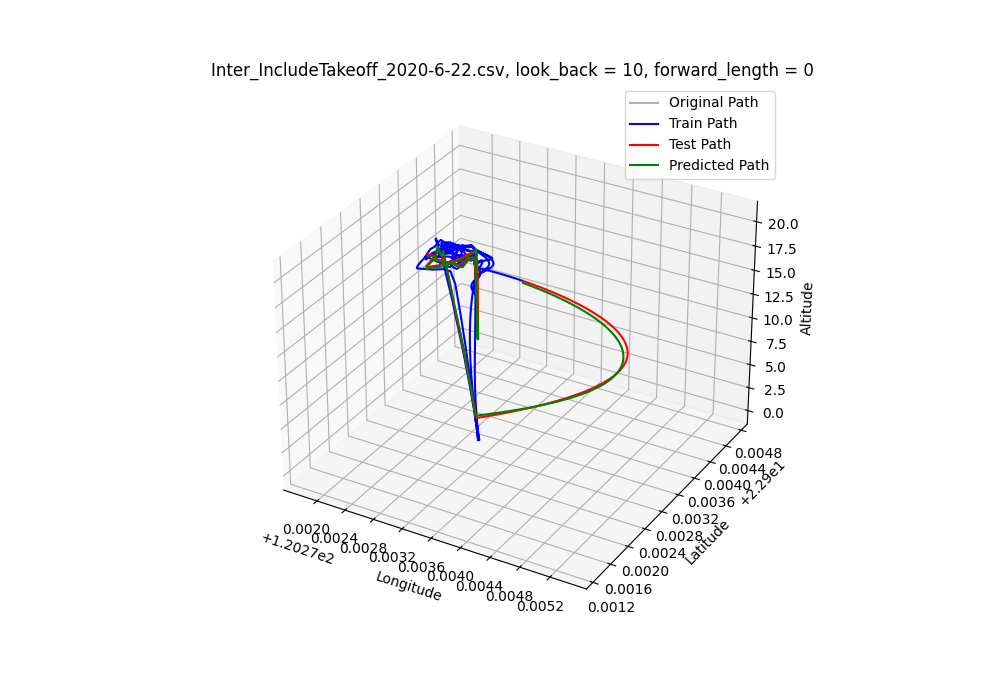 Inter_IncludeTakeoff_2020-6-22.csv, look_back = 10, forward_length = 0
Original Path
Train Path
Test Path
Predicted Path
20.0
17.5
15.0
12.5
10.0
7.5
5.0
2.5
0.0
Altitude
0.0048
0.0044
0.0040
0.0036
0.0032
0.0028
0.0024
0.0020
0.0016
0.0012
+2.29e1
Latitude
0.0020
0.0024
0.0028
0.0032
0.0036
0.0040
0.0044
0.0048
0.0052
+1.2027e2
Longitude